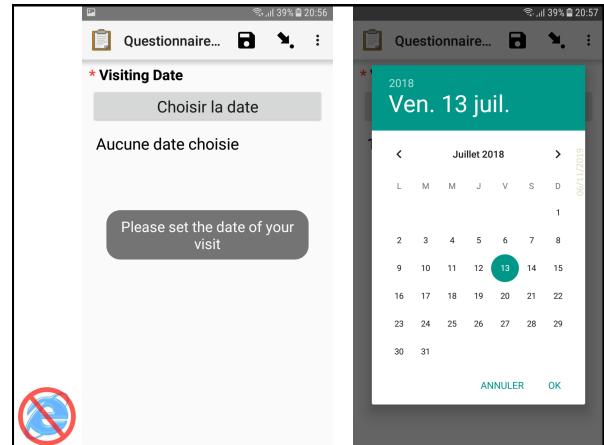 39% 20:56
Questionnaire...
* Visiting Date
Choisir la date
Aucune date choisie
Please set the date of your
visit
39% 20:57
Questionnaire...
2018
Ven. 13 juil.
Juillet 2018
L M M J V S D
1
2 3 4 5 6 7 8
9 10 11 12 13 14 15
16 17 18 19 20 21 22
23 24 25 26 27 28 29
30 31
ANNULER OK
06/11/2019